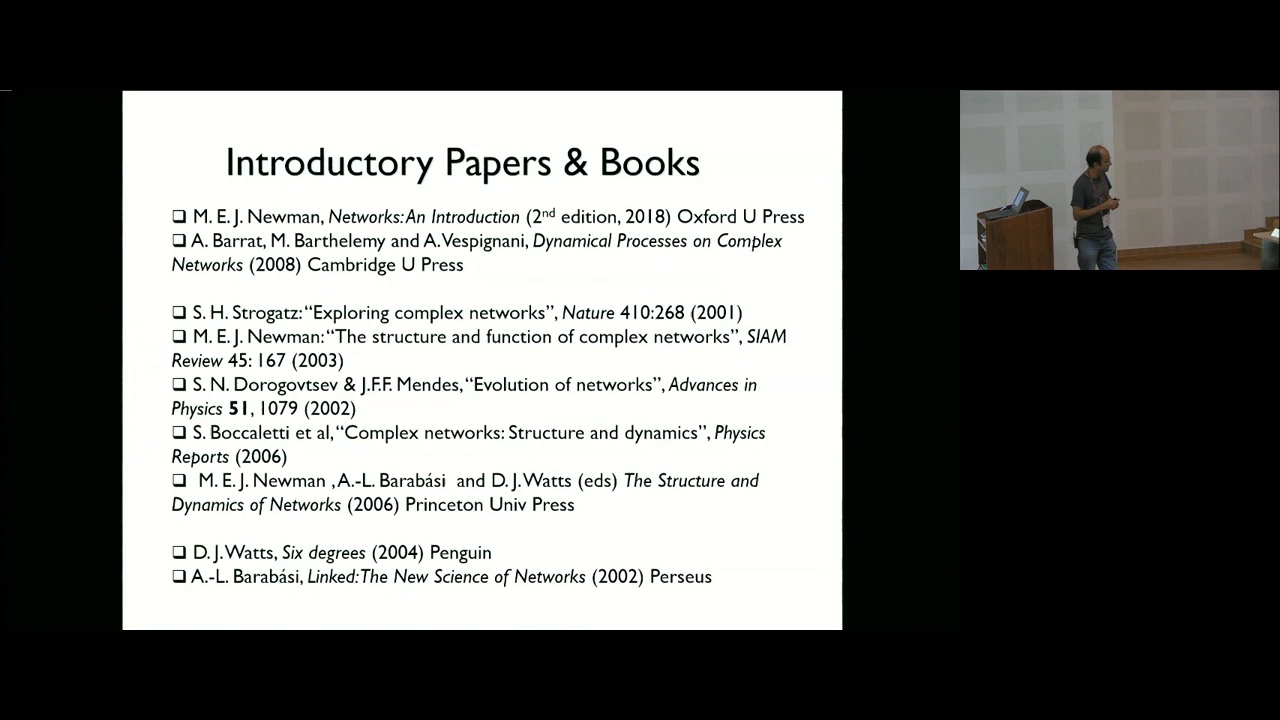 Introductory Papers & Books
❑ M. E. J. Newman, Networks: An Introduction (2nd edition, 2018) Oxford U Press
❑ A. Barrat, M. Barthelemy and A. Vespignani, Dynamical Processes on Complex
Networks (2008) Cambridge U Press
❑ S. H. Strogatz: “Exploring complex networks”, Nature 410:268 (2001)
❑ M. E. J. Newman: “The structure and function of complex networks”, SIAM
Review 45: 167 (2003)
❑ S. N. Dorogovtsev & J.F.F. Mendes, “Evolution of networks”, Advances in
Physics 51, 1079 (2002)
❑ S. Boccaletti et al, “Complex networks: Structure and dynamics”, Physics
Reports (2006)
❑ M. E. J. Newman , A.-L. Barabási and D. J. Watts (eds) The Structure and
Dynamics of Networks (2006) Princeton Univ Press
❑ D. J. Watts, Six degrees (2004) Penguin
❑ A.-L. Barabási, Linked: The New Science of Networks (2002) Perseus